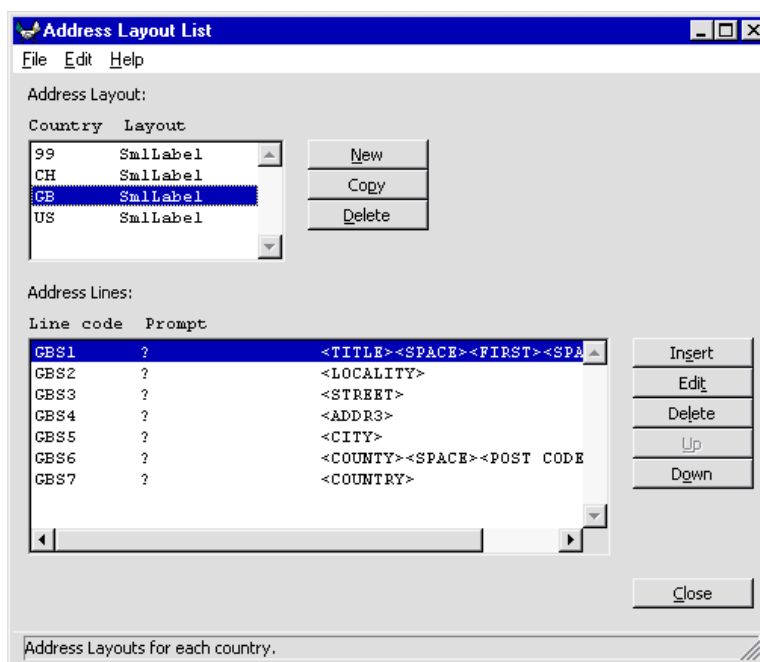 Address Layout List
File Edit Help
Address Layout:
Country Layout
99 SmlLabel
CH SmlLabel
GB SmlLabel
US SmlLabel
New
Copy
Delete
Address Lines:
Line code Prompt
GBS1 ? <TITLE><SPACE><FIRST><SPA
GBS2 ? <LOCALITY>
GBS3 ? <STREET>
GBS4 ? <ADDR3>
GBS5 ? <CITY>
GBS6 ? <COUNTY><SPACE><POST CODE
GBS7 ? <COUNTRY>
Insert
Edit
Delete
Up
Down
Close
Address Layouts for each country.